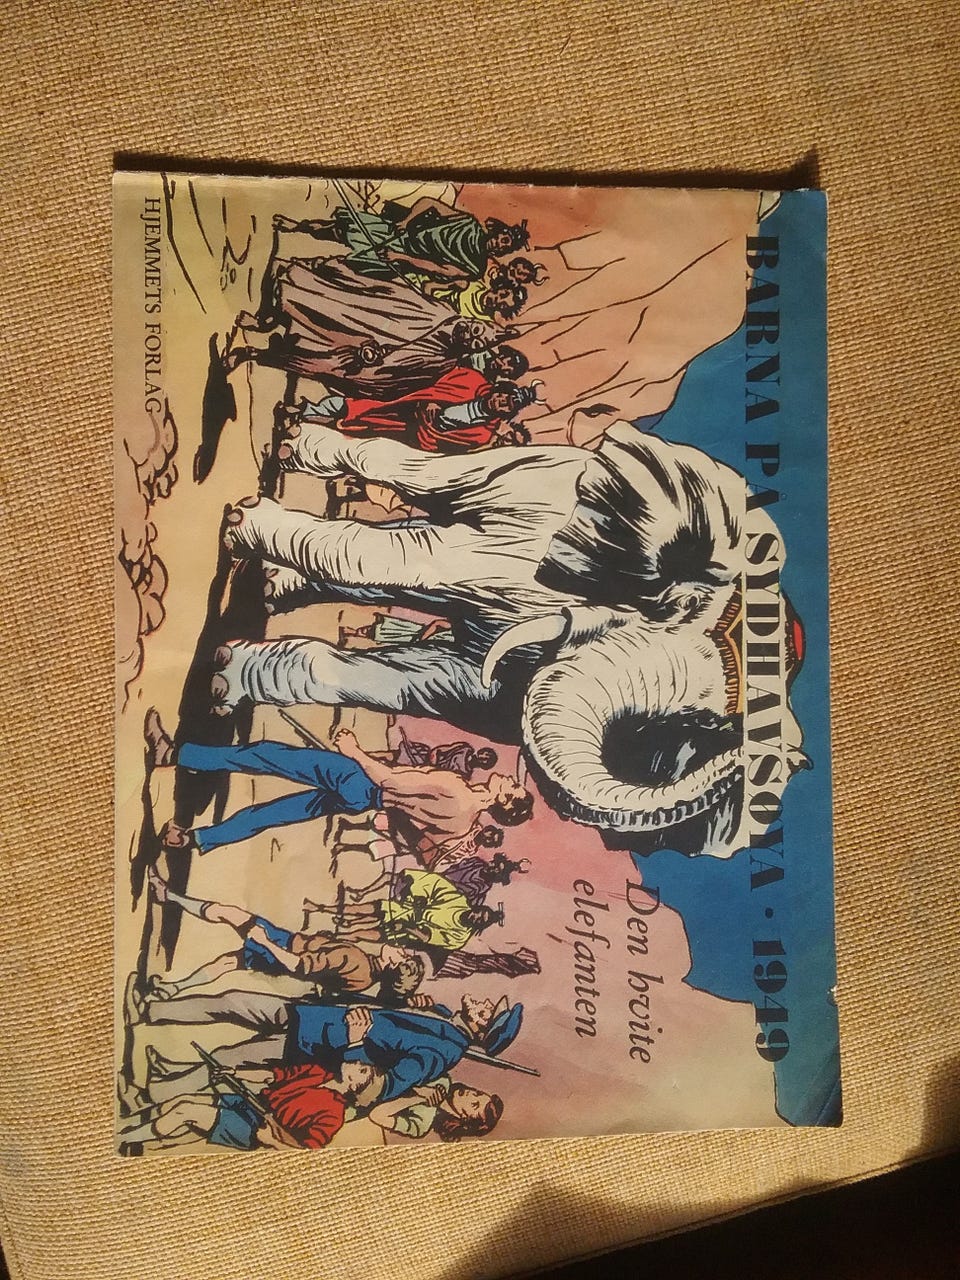 BARNA PÅ SYDHAVSØYA · 1949
Den hvite
elefanten
HJEMMETS FORLAG